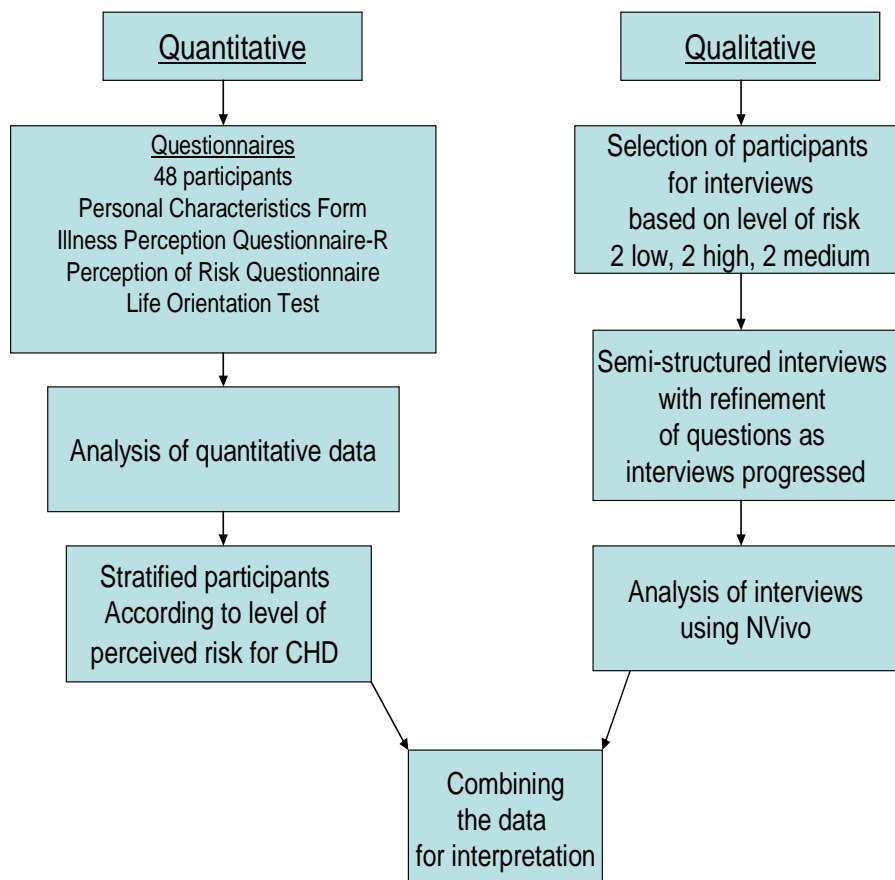 Quantitative
Questionnaires
48 participants
Personal Characteristics Form
Illness Perception Questionnaire-R
Perception of Risk Questionnaire
Life Orientation Test
Analysis of quantitative data
Stratified participants
According to level of
perceived risk for CHD
Qualitative
Selection of participants
for interviews
based on level of risk
2 low, 2 high, 2 medium
Semi-structured interviews
with refinement
of questions as
interviews progressed
Analysis of interviews
using NVivo
Combining
the data
for interpretation